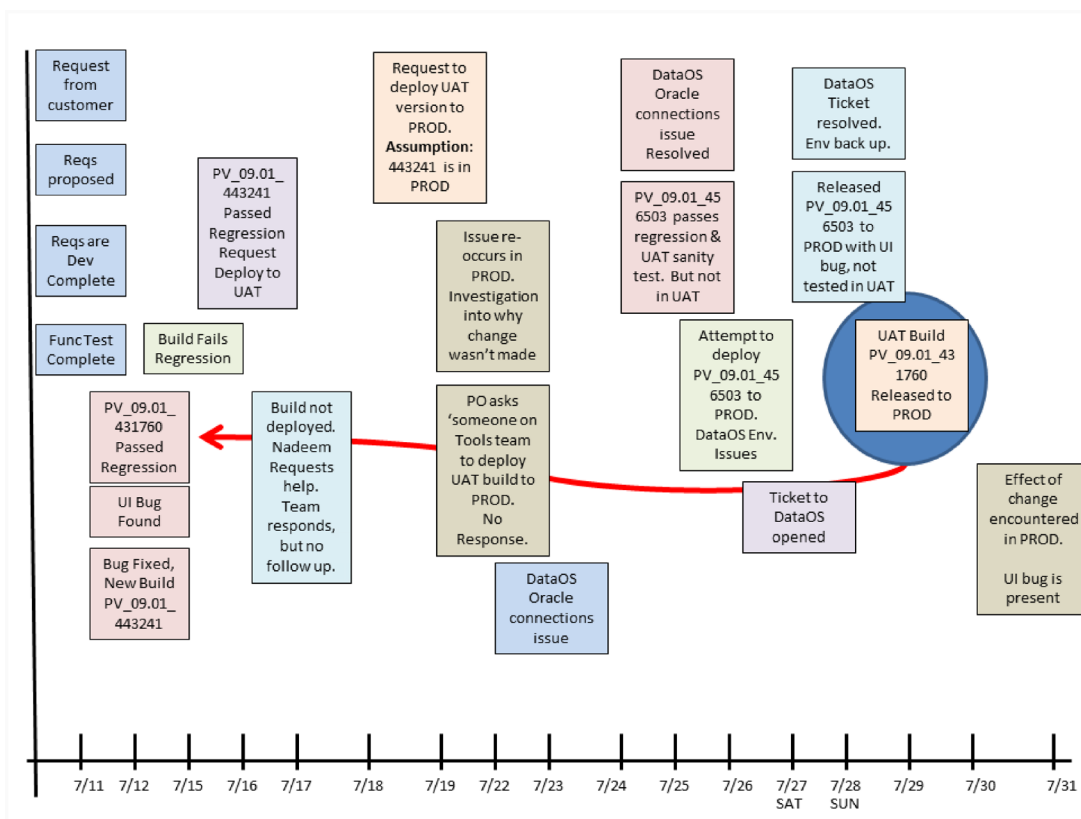 Request
from
customer
Reqs
proposed
Reqs are
Dev
Complete
Func Test
Complete
Build Fails
Regression
PV_09.01_
431760
Passed
Regression
UI Bug
Found
Bug Fixed,
New Build
PV_09.01_
443241
PV_09.01_
443241
Passed
Regression
Request
Deploy to
UAT
Build not
deployed.
Nadeem
Requests
help.
Team
responds,
but no
follow up.
Request to
deploy UAT
version to
PROD.
Assumption:
443241 is in
PROD
Issue re-
occurs in
PROD.
Investigation
into why
change
wasn't made
PO asks
'someone on
Tools team
to deploy
UAT build to
PROD.
No
Response.
DataOS
Oracle
connections
issue
DataOS
Oracle
connections
issue
Resolved
PV_09.01_45
6503 passes
regression &
UAT sanity
test. But not
in UAT
Attempt to
deploy
PV_09.01_45
6503 to
PROD.
DataOS Env.
Issues
Ticket to
DataOS
opened
DataOS
Ticket
resolved.
Env back up.
Released
PV_09.01_45
6503 to
PROD with UI
bug, not
tested in UAT
UAT Build
PV_09.01_43
1760
Released to
PROD
Effect of
change
encountered
in PROD.
UI bug is
present
7/11 7/12 7/15 7/16 7/17 7/18 7/19 7/22 7/23 7/24 7/25 7/26 7/27 7/28 7/29 7/30 7/31
SAT SUN